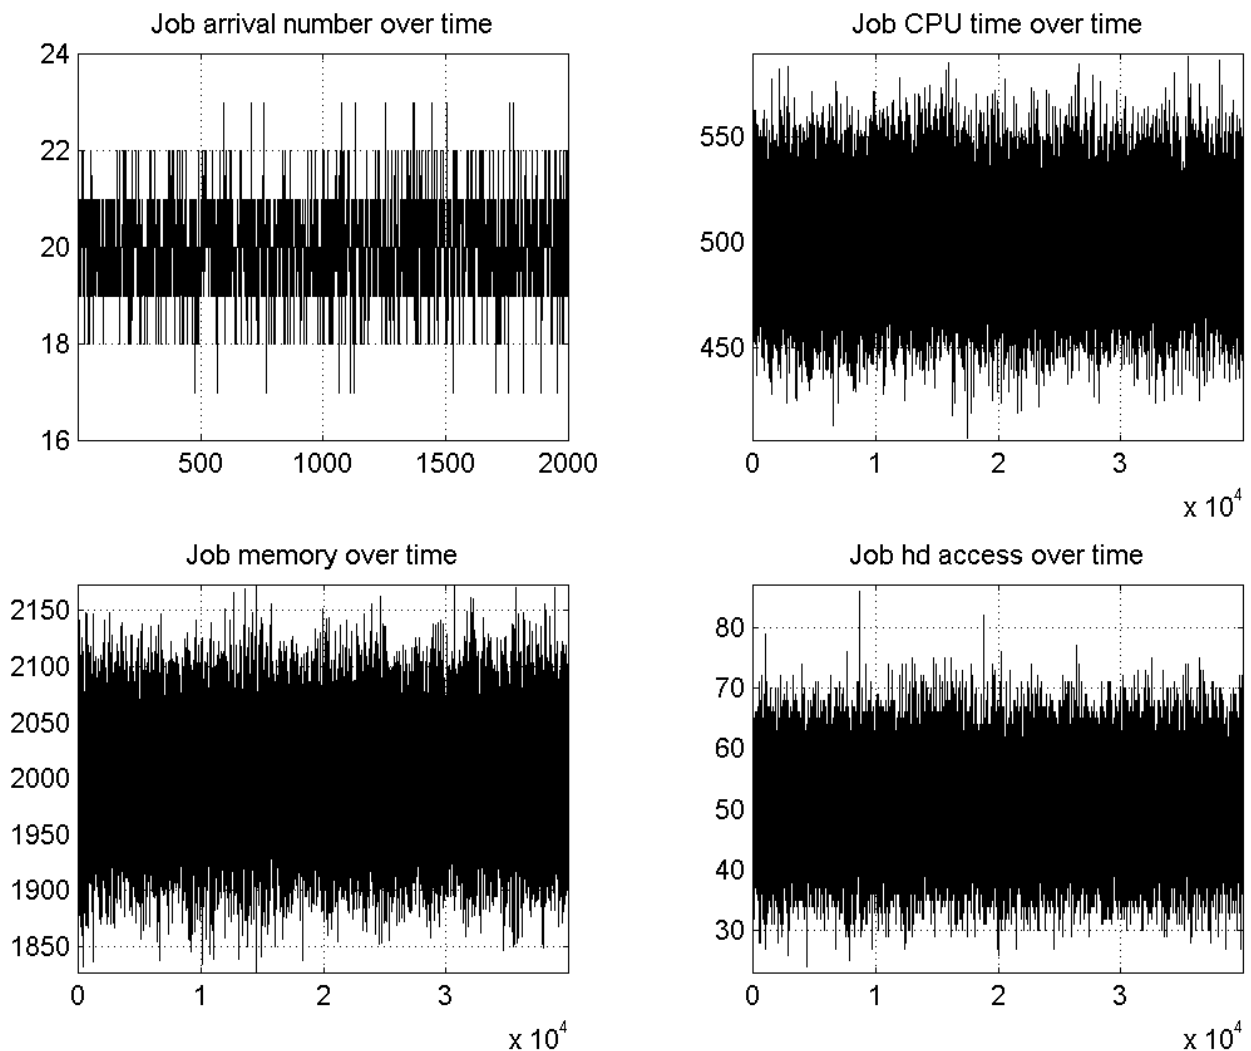 Job arrival number over time
24
22
20
18
16
500 1000 1500 2000
Job CPU time over time
550
500
450
0 1 2 3
x 10^4
Job memory over time
2150
2100
2050
2000
1950
1900
1850
0 1 2 3
x 10^4
Job hd access over time
80
70
60
50
40
30
0 1 2 3
x 10^4